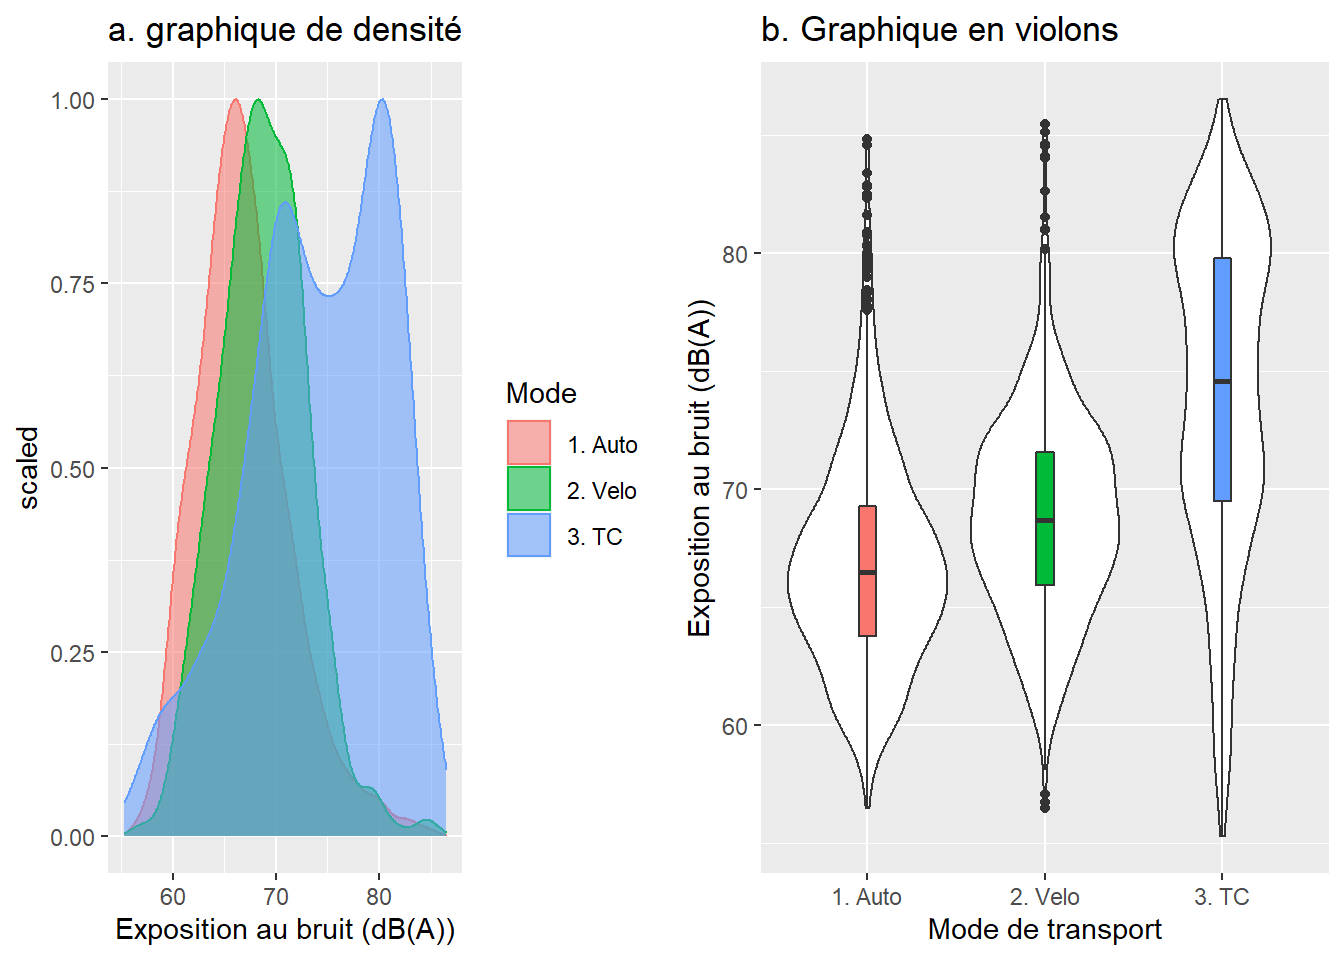 a. graphique de densité
1.00
0.75
0.50
0.25
0.00
scaled
60 70 80
Exposition au bruit (dB(A))
Mode
1. Auto
2. Velo
3. TC
b. Graphique en violons
80
70
60
Exposition au bruit (dB(A))
1. Auto 2. Velo 3. TC
Mode de transport